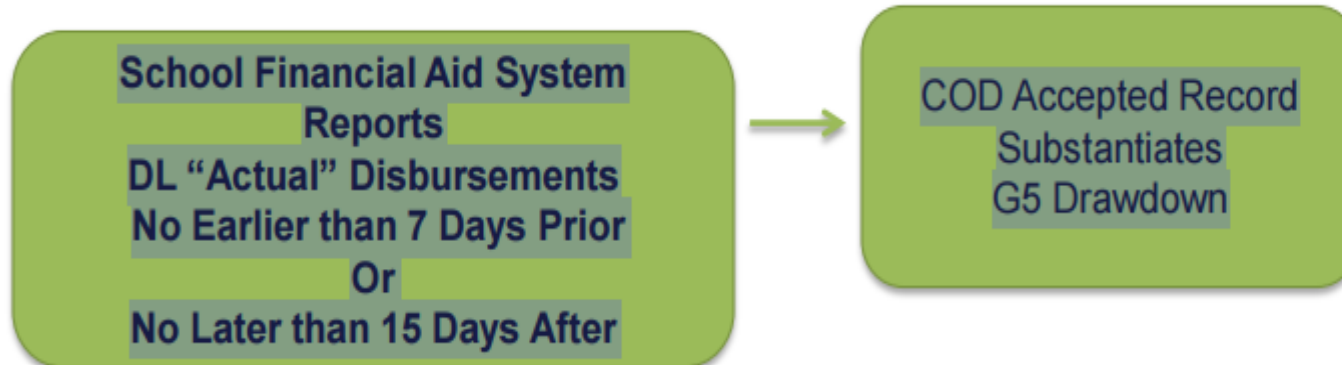 School Financial Aid System
Reports
DL “Actual” Disbursements
No Earlier than 7 Days Prior
Or
No Later than 15 Days After
COD Accepted Record
Substantiates
G5 Drawdown